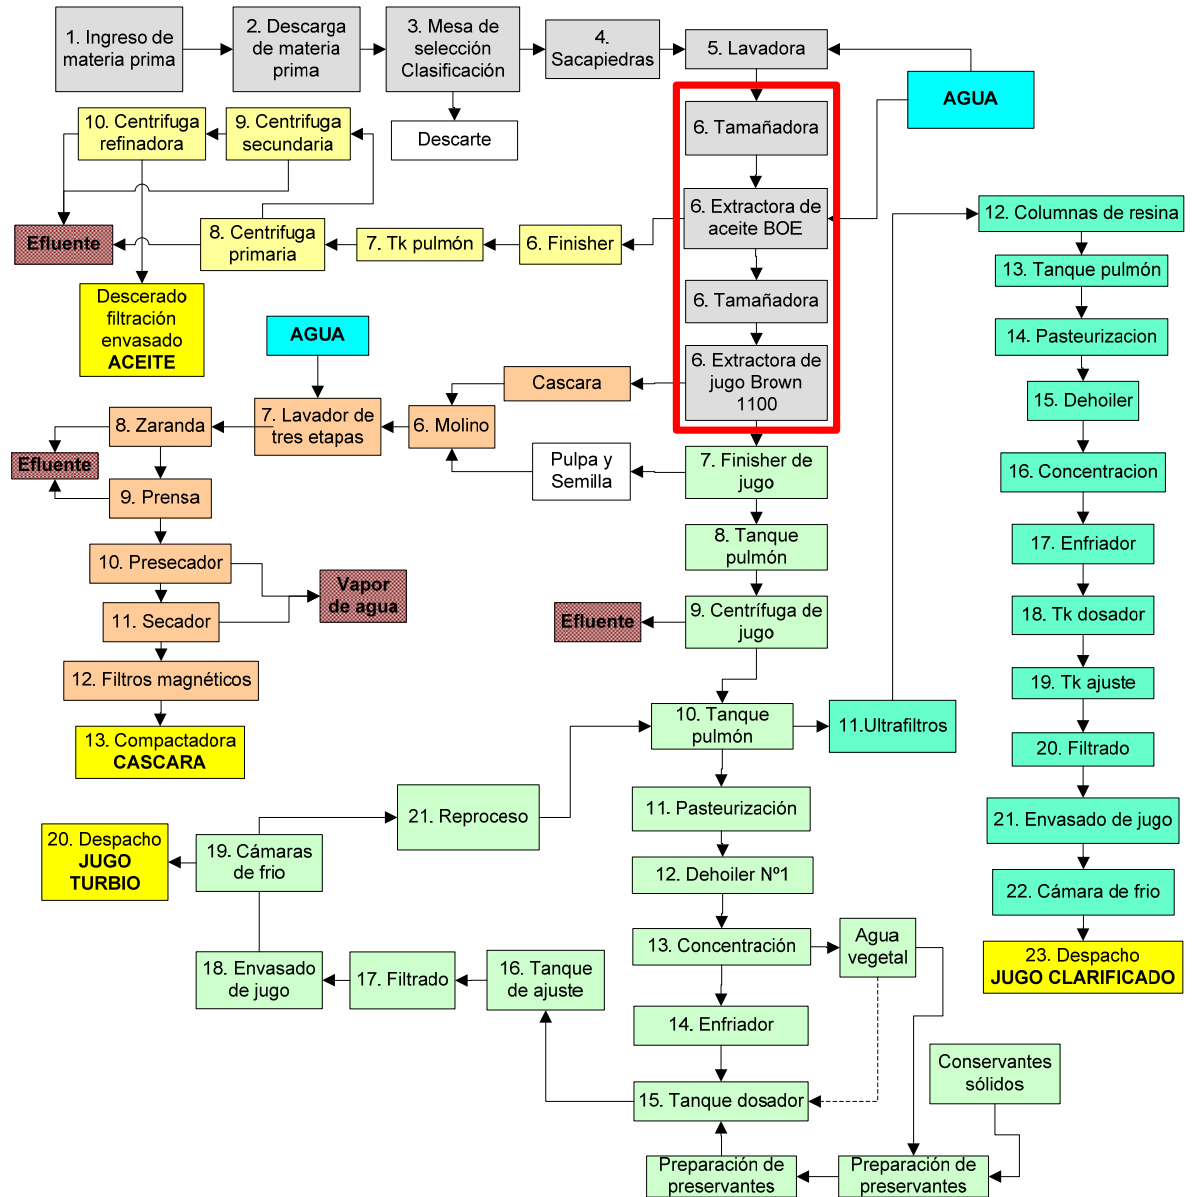 1. Ingreso de
materia prima
2. Descarga
de materia
prima
3. Mesa de
selección
Clasificación
4.
Sacapiedras
5. Lavadora
AGUA
Descarte
10. Centrifuga
refinadora
9. Centrifuga
secundaria
6. Tamañadora
6. Extractora de
aceite BOE
Efluente
8. Centrifuga
primaria
7. Tk pulmón
6. Finisher
6. Tamañadora
Descerado
filtración
envasado
ACEITE
AGUA
6. Extractora de
jugo Brown
1100
Cascara
8. Zaranda
7. Lavador de
tres etapas
6. Molino
Efluente
9. Prensa
Pulpa y
Semilla
7. Finisher de
jugo
10. Presecador
Vapor
de agua
8. Tanque
pulmón
11. Secador
Efluente
9. Centrífuga de
jugo
12. Filtros magnéticos
13. Compactadora
CASCARA
10. Tanque
pulmón
11.Ultrafiltros
21. Reproceso
11. Pasteurización
20. Despacho
JUGO
TURBIO
19. Cámaras
de frio
12. Dehoiler Nº1
13. Concentración
Agua
vegetal
18. Envasado
de jugo
17. Filtrado
16. Tanque
de ajuste
14. Enfriador
15. Tanque dosador
Conservantes
sólidos
Preparación de
preservantes
Preparación de
preservantes
12. Columnas de resina
13. Tanque pulmón
14. Pasteurizacion
15. Dehoiler
16. Concentracion
17. Enfriador
18. Tk dosador
19. Tk ajuste
20. Filtrado
21. Envasado de jugo
22. Cámara de frio
23. Despacho
JUGO CLARIFICADO